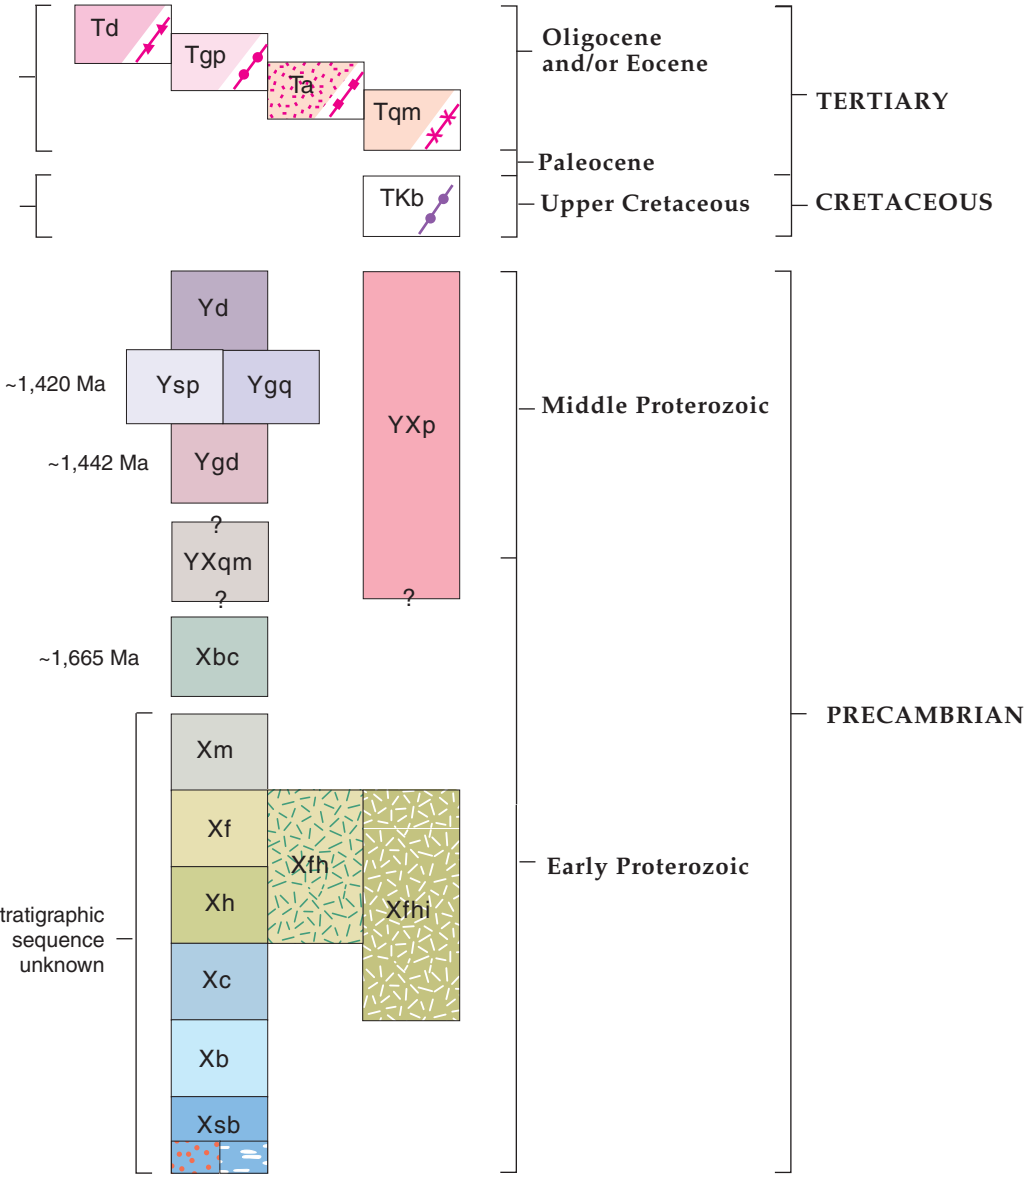 Td
Tgp
Ta
Tqm
Oligocene
and/or Eocene
TERTIARY
Paleocene
TKb
Upper Cretaceous
CRETACEOUS
Yd
~1,420 Ma
Ysp
Ygq
YXp
Middle Proterozoic
~1,442 Ma
Ygd
?
YXqm
?
?
~1,665 Ma
Xbc
PRECAMBRIAN
Xm
Xf
Xfh
Early Proterozoic
Xh
Xfhi
tratigraphic
sequence
unknown
Xc
Xb
Xsb